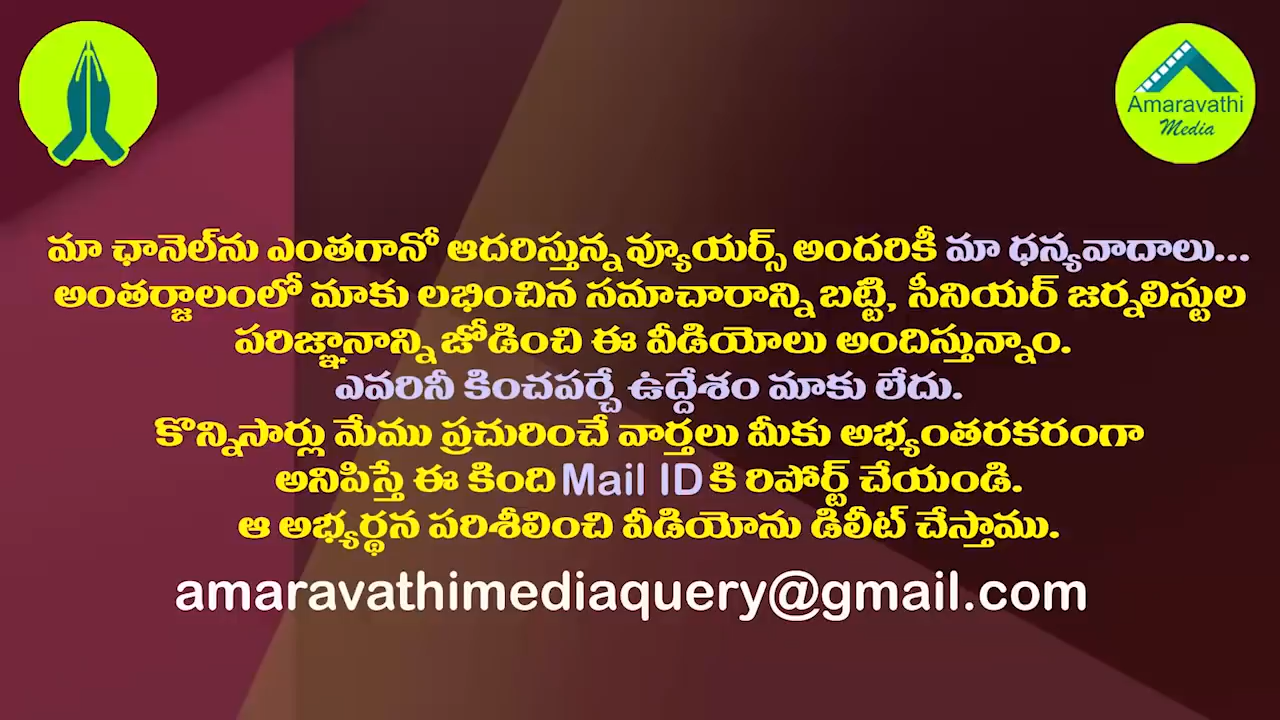 Amaravathi
Media
మా ఛానెల్‌ను ఎంతగానో ఆదరిస్తున్న వ్యూయర్స్ అందరికీ మా ధన్యవాదాలు...
అంతర్జాలంలో మాకు లభించిన సమాచారాన్ని బట్టి, సీనియర్ జర్నలిస్టుల
పరిజ్ఞానాన్ని జోడించి ఈ వీడియోలు అందిస్తున్నాం.
ఎవరినీ కించపర్చే ఉద్దేశం మాకు లేదు.
కొన్నిసార్లు మేము ప్రచురించే వార్తలు మీకు అభ్యంతరకరంగా
అనిపిస్తే ఈ కింది Mail ID కి రిపోర్ట్ చేయండి.
ఆ అభ్యర్థన పరిశీలించి వీడియోను డిలీట్ చేస్తాము.
amaravathimediaquery@gmail.com